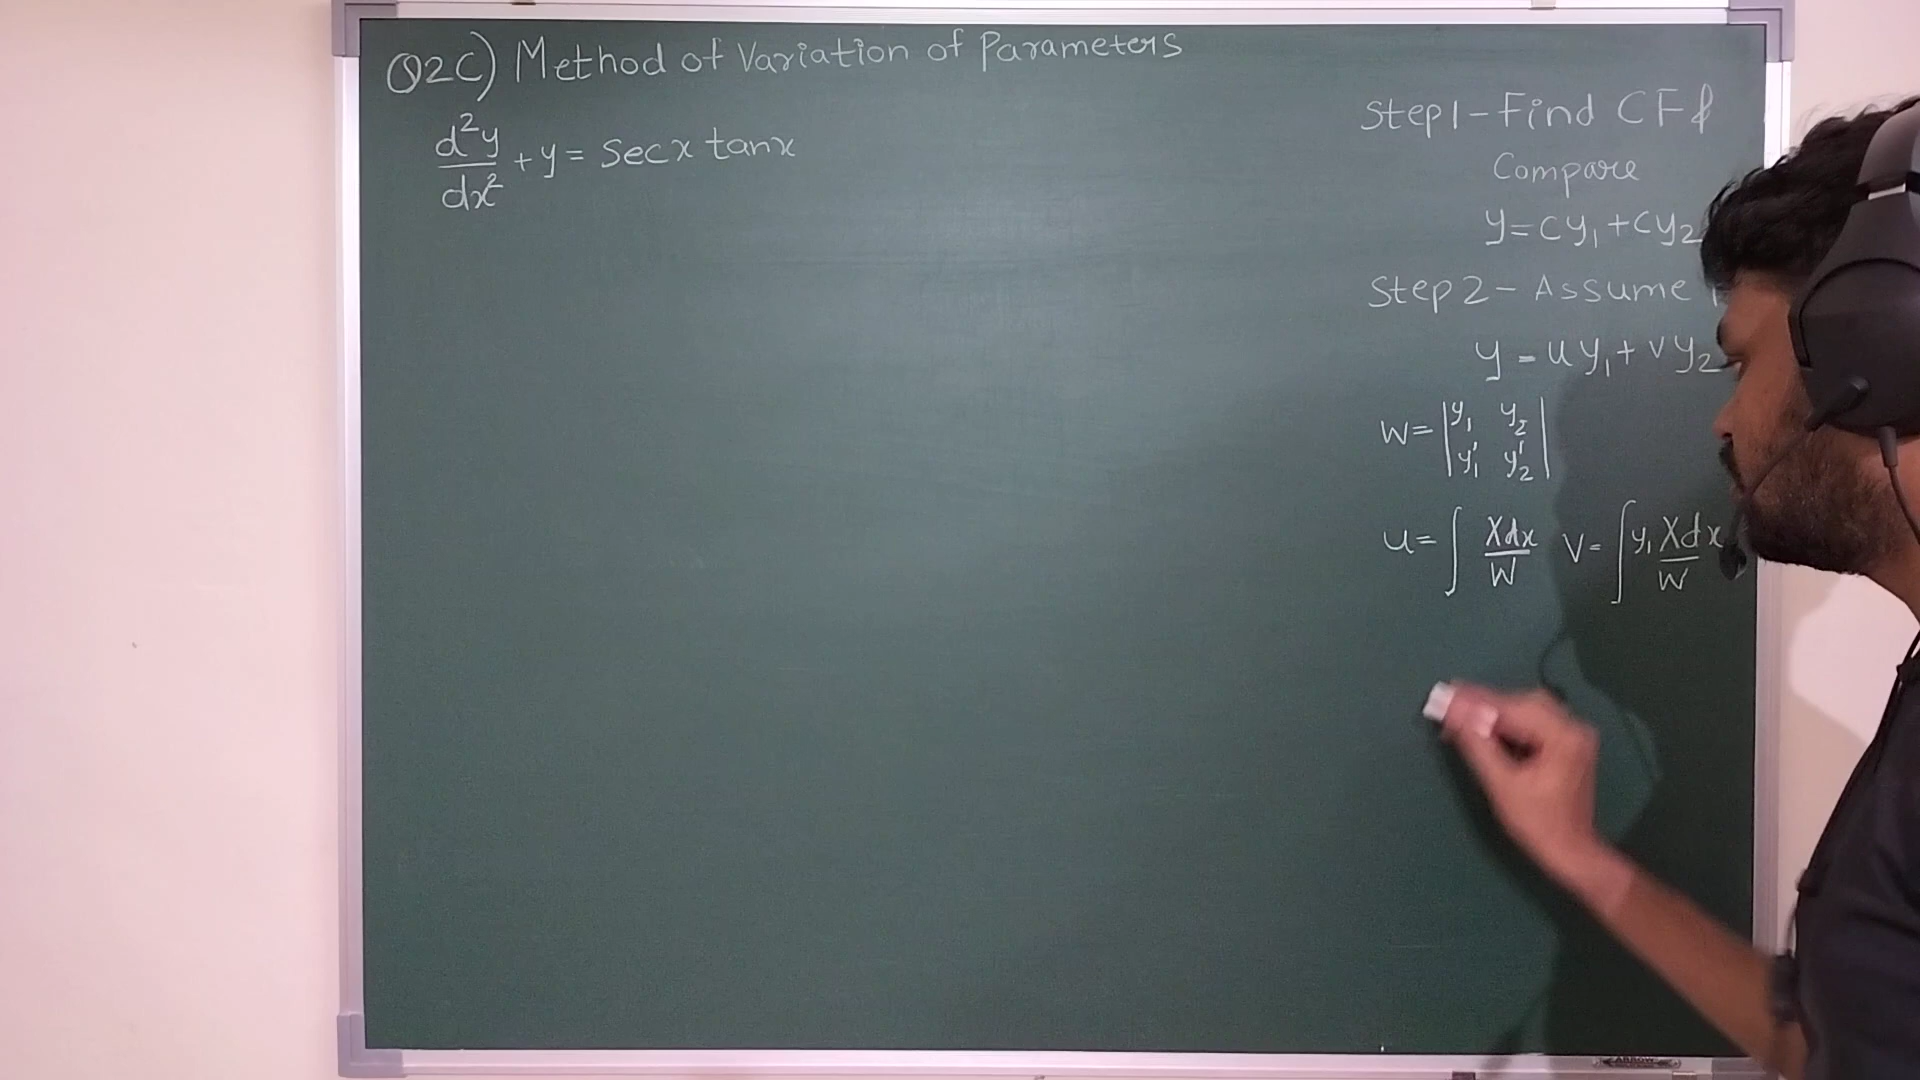 Q2C) Method of Variation of Parameters
d²y/dx² + y = secx tanx
Step1 - Find CF &
Compare
y = cy₁ + cy₂
Step 2 - Assume
y = uy₁ + vy₂
W = |y₁ y₂|
|y₁' y₂'|
u = ∫ Xdx/W v = ∫ y₁ Xdx/W
ARROW